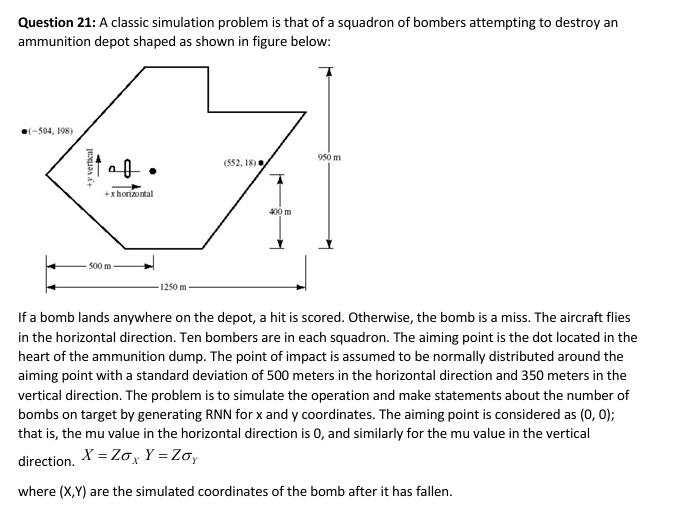 Question 21: A classic simulation problem is that of a squadron of bombers attempting to destroy an
ammunition depot shaped as shown in figure below:
(−504, 198)
+y vertical
(552, 18)
950 m
+x horizontal
400 m
500 m
1250 m
If a bomb lands anywhere on the depot, a hit is scored. Otherwise, the bomb is a miss. The aircraft flies
in the horizontal direction. Ten bombers are in each squadron. The aiming point is the dot located in the
heart of the ammunition dump. The point of impact is assumed to be normally distributed around the
aiming point with a standard deviation of 500 meters in the horizontal direction and 350 meters in the
vertical direction. The problem is to simulate the operation and make statements about the number of
bombs on target by generating RNN for x and y coordinates. The aiming point is considered as (0, 0);
that is, the mu value in the horizontal direction is 0, and similarly for the mu value in the vertical
direction. X = Zσ_X Y = Zσ_Y
where (X,Y) are the simulated coordinates of the bomb after it has fallen.